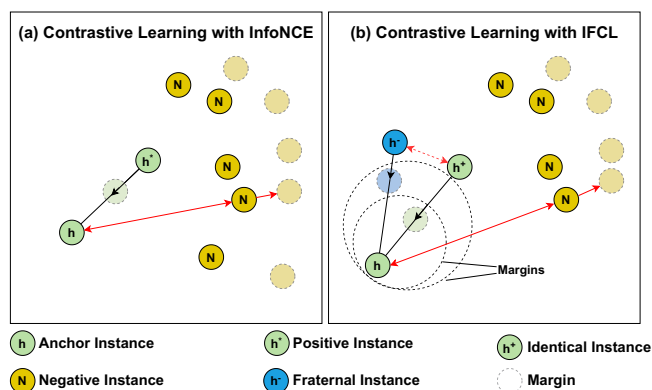 (a) Contrastive Learning with InfoNCE
(b) Contrastive Learning with IFCL
N
N
h*
N
N
h
N
N
N
h-
h+
N
N
h
Margins
h Anchor Instance
h* Positive Instance
h+ Identical Instance
N Negative Instance
h- Fraternal Instance
Margin